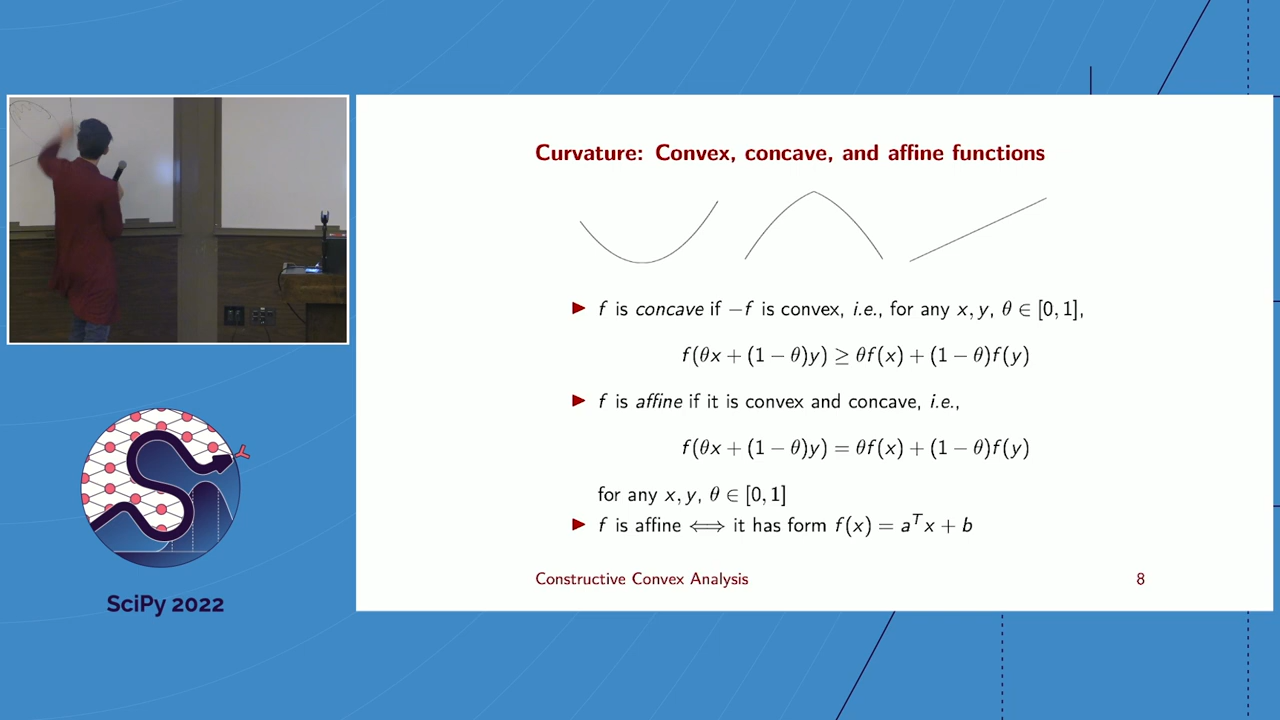 Curvature: Convex, concave, and affine functions
▶ f is concave if −f is convex, i.e., for any x, y, θ ∈ [0, 1],
f(θx + (1 − θ)y) ≥ θf(x) + (1 − θ)f(y)
▶ f is affine if it is convex and concave, i.e.,
f(θx + (1 − θ)y) = θf(x) + (1 − θ)f(y)
for any x, y, θ ∈ [0, 1]
▶ f is affine ⟺ it has form f(x) = aᵀx + b
Constructive Convex Analysis 8
SciPy 2022